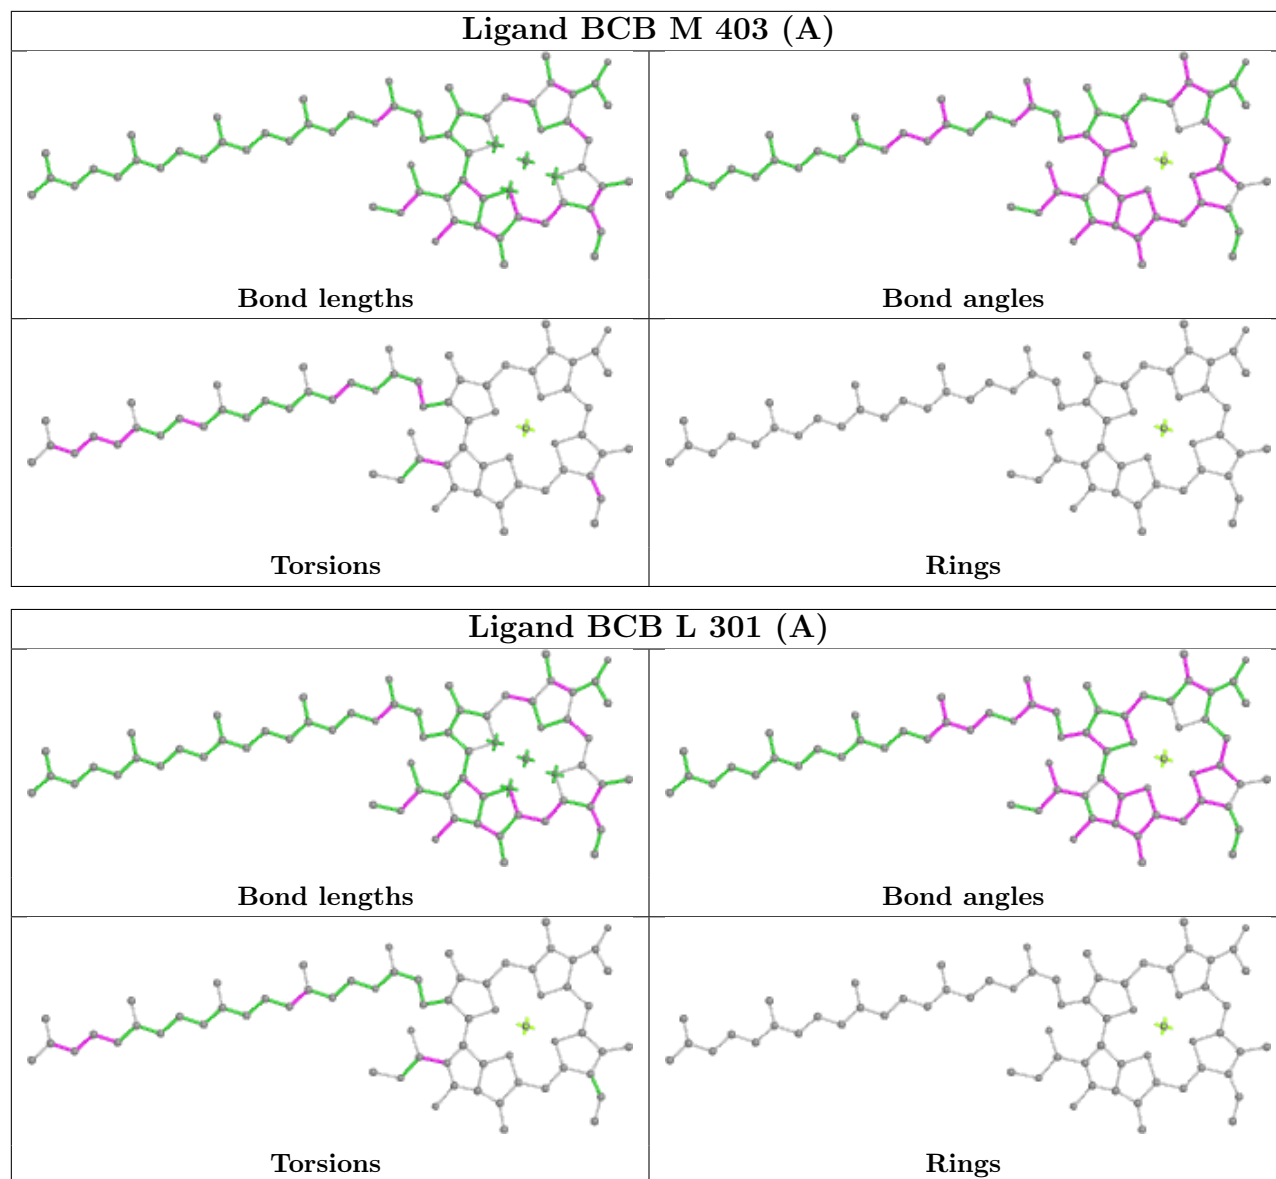 Ligand BCB M 403 (A)
Bond lengths
Bond angles
Torsions
Rings
Ligand BCB L 301 (A)
Bond lengths
Bond angles
Torsions
Rings